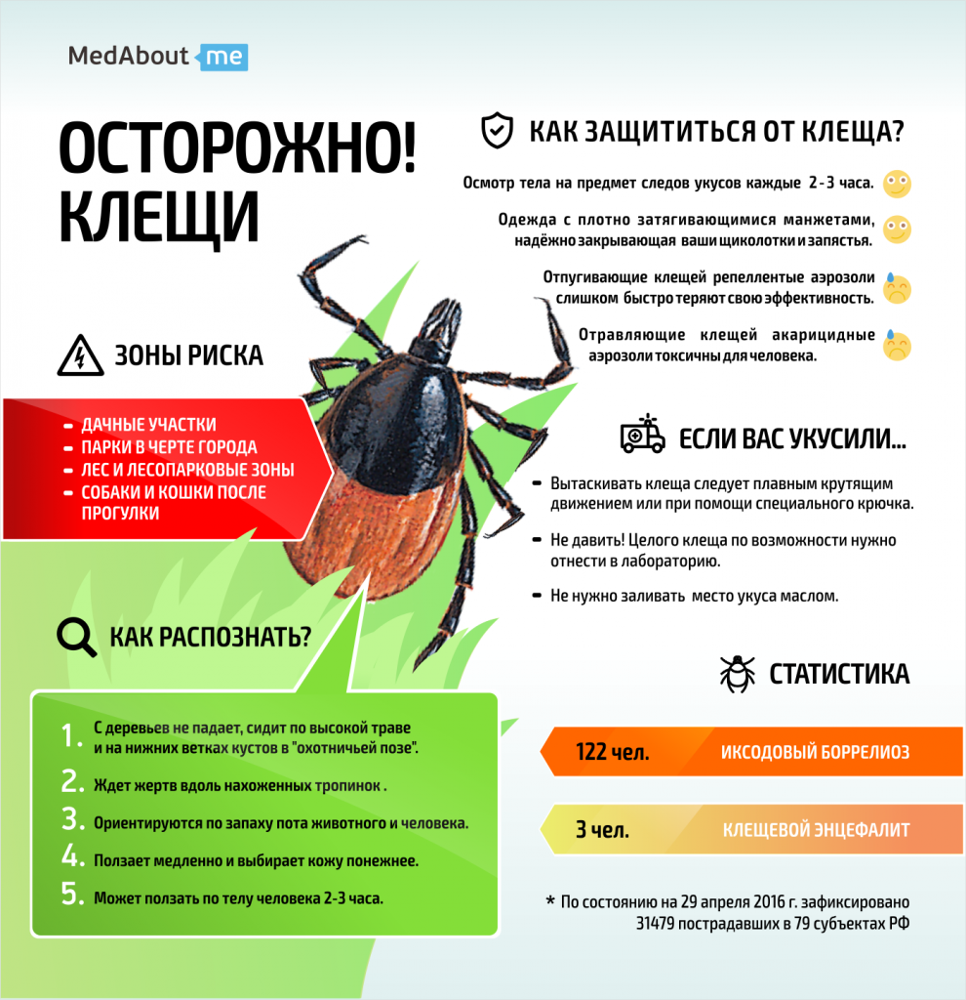 MedAbout me
ОСТОРОЖНО!
КЛЕЩИ
ЗОНЫ РИСКА
- ДАЧНЫЕ УЧАСТКИ
- ПАРКИ В ЧЕРТЕ ГОРОДА
- ЛЕС И ЛЕСОПАРКОВЫЕ ЗОНЫ
- СОБАКИ И КОШКИ ПОСЛЕ
ПРОГУЛКИ
КАК РАСПОЗНАТЬ?
1. С деревьев не падает, сидит по высокой траве
и на нижних ветках кустов в "охотничьей позе".
2. Ждет жертв вдоль нахоженных тропинок .
3. Ориентируются по запаху пота животного и человека.
4. Ползает медленно и выбирает кожу понежнее.
5. Может ползать по телу человека 2-3 часа.
КАК ЗАЩИТИТЬСЯ ОТ КЛЕЩА?
Осмотр тела на предмет следов укусов каждые 2-3 часа.
Одежда с плотно затягивающимися манжетами,
надёжно закрывающая ваши щиколотки и запястья.
Отпугивающие клещей репеллентые аэрозоли
слишком быстро теряют свою эффективность.
Отравляющие клещей акарицидные
аэрозоли токсичны для человека.
ЕСЛИ ВАС УКУСИЛИ...
- Вытаскивать клеща следует плавным крутящим
движением или при помощи специального крючка.
- Не давить! Целого клеща по возможности нужно
отнести в лабораторию.
- Не нужно заливать место укуса маслом.
СТАТИСТИКА
122 чел. ИКСОДОВЫЙ БОРРЕЛИОЗ
3 чел. КЛЕЩЕВОЙ ЭНЦЕФАЛИТ
* По состоянию на 29 апреля 2016 г. зафиксировано
31479 пострадавших в 79 субъектах РФ